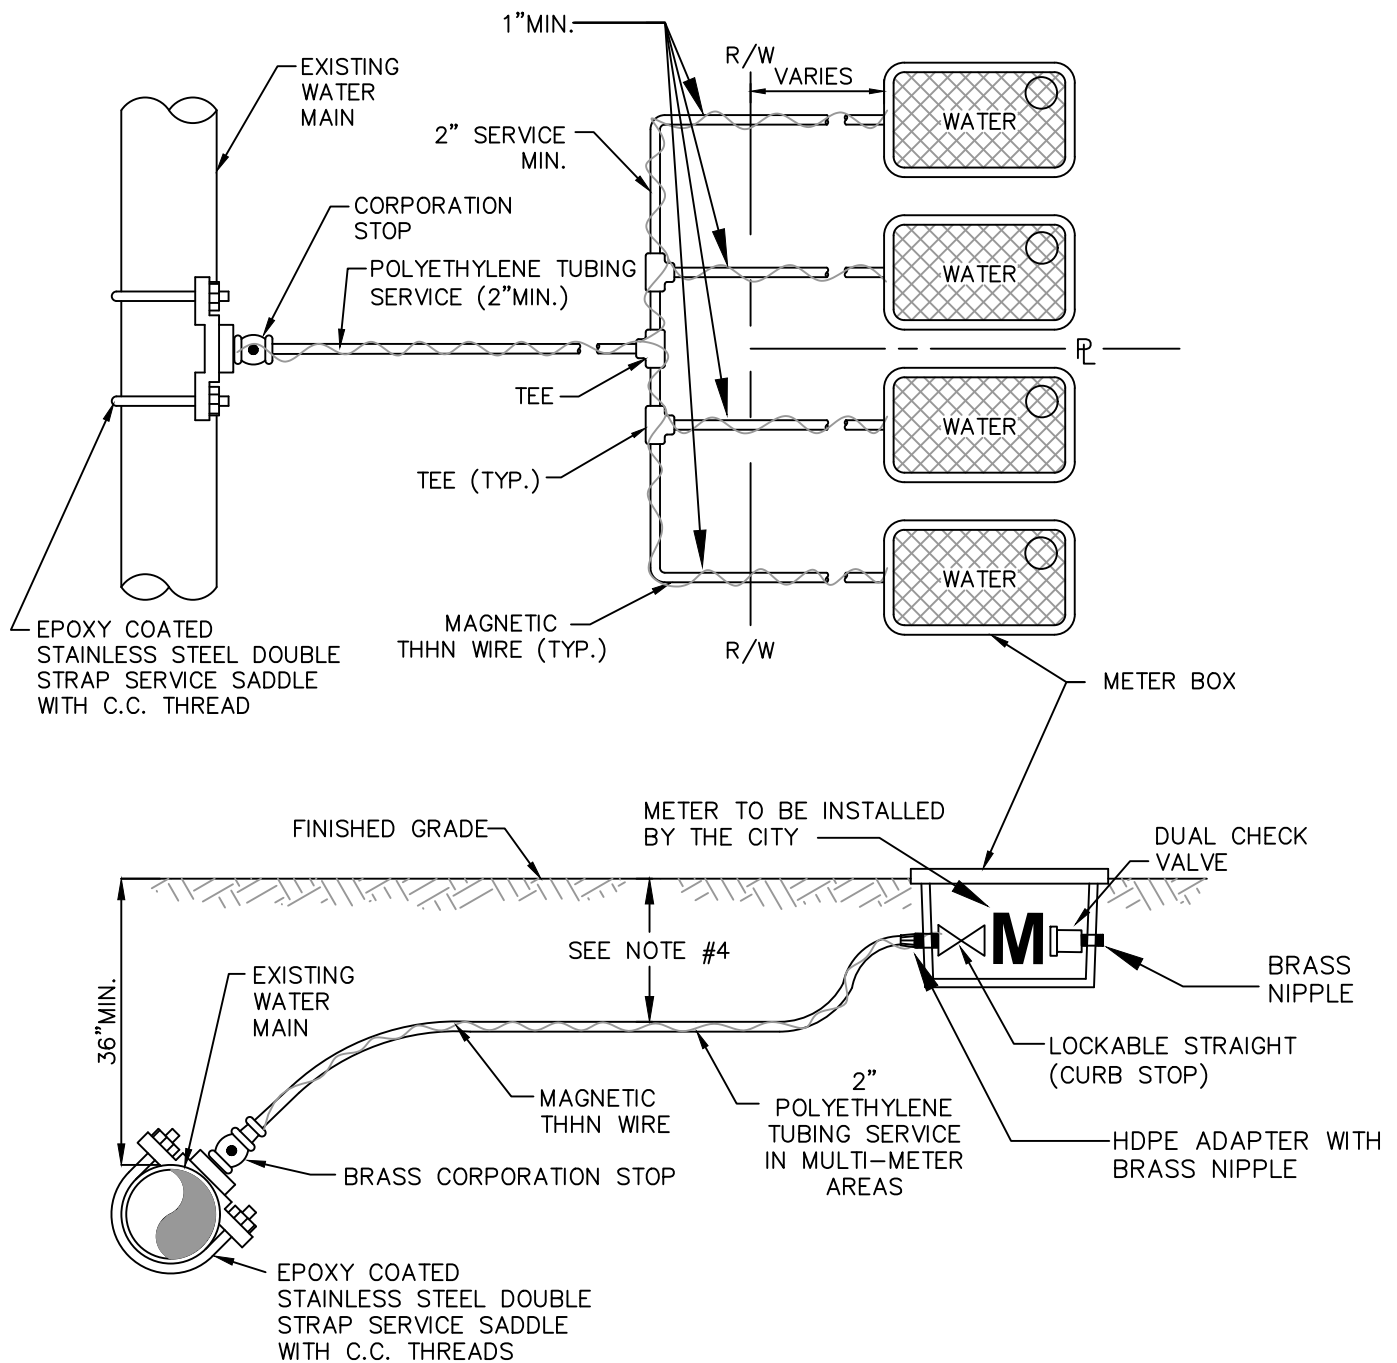 1”MIN.
R/W
VARIES
EXISTING
WATER
MAIN
2” SERVICE
MIN.
WATER
CORPORATION
STOP
POLYETHYLENE TUBING
SERVICE (2”MIN.)
WATER
PL
TEE
WATER
TEE (TYP.)
WATER
MAGNETIC
THHN WIRE (TYP.)
R/W
EPOXY COATED
STAINLESS STEEL DOUBLE
STRAP SERVICE SADDLE
WITH C.C. THREAD
METER BOX
METER TO BE INSTALLED
BY THE CITY
FINISHED GRADE
DUAL CHECK
VALVE
SEE NOTE #4
M
36”MIN.
EXISTING
WATER
MAIN
BRASS
NIPPLE
LOCKABLE STRAIGHT
(CURB STOP)
MAGNETIC
THHN WIRE
2”
POLYETHYLENE
TUBING SERVICE
IN MULTI-METER
AREAS
HDPE ADAPTER WITH
BRASS NIPPLE
BRASS CORPORATION STOP
EPOXY COATED
STAINLESS STEEL DOUBLE
STRAP SERVICE SADDLE
WITH C.C. THREADS